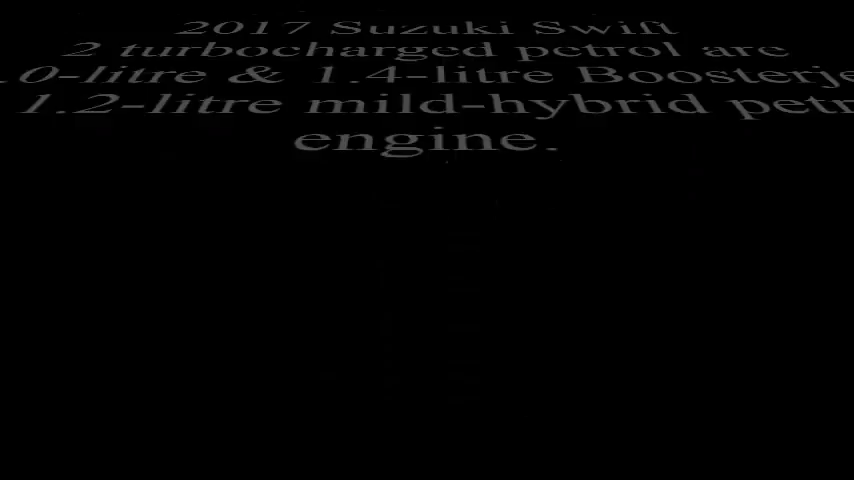 2017 Suzuki Swift
2 turbocharged petrol are
.0-litre & 1.4-litre Boosterje
1.2-litre mild-hybrid petr
engine.